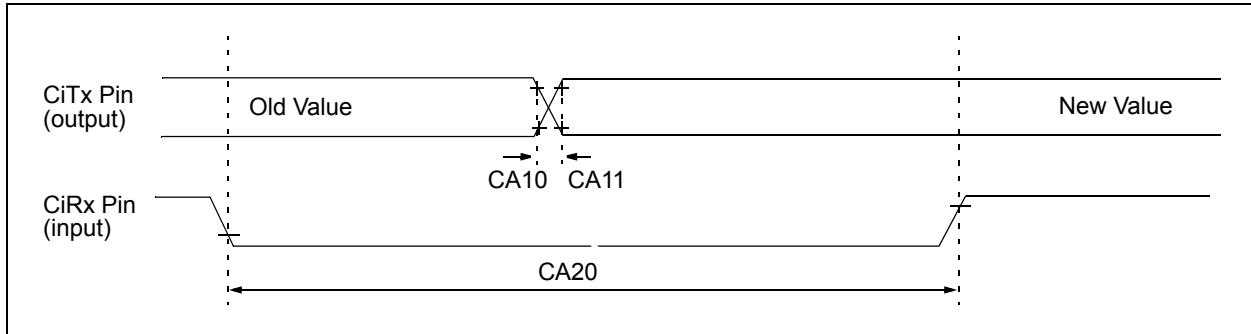 CiTx Pin
(output)
Old Value
New Value
CA10 CA11
CiRx Pin
(input)
CA20